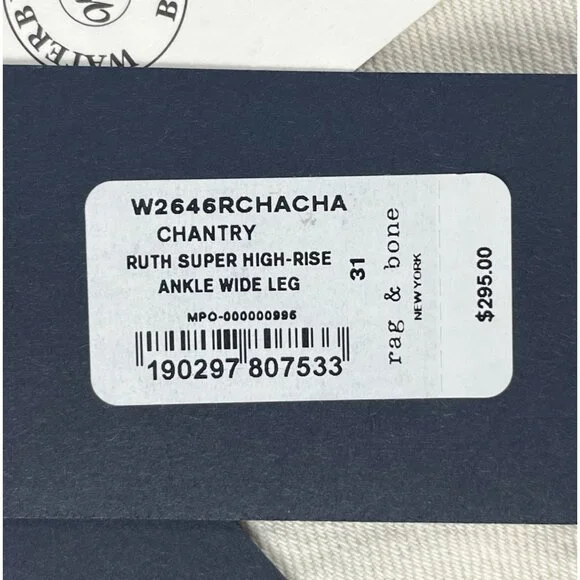 W2646RCHACHA
CHANTRY
RUTH SUPER HIGH-RISE
ANKLE WIDE LEG
MPO-000000996
190297 807533
31
rag & bone
NEW YORK
$295.00